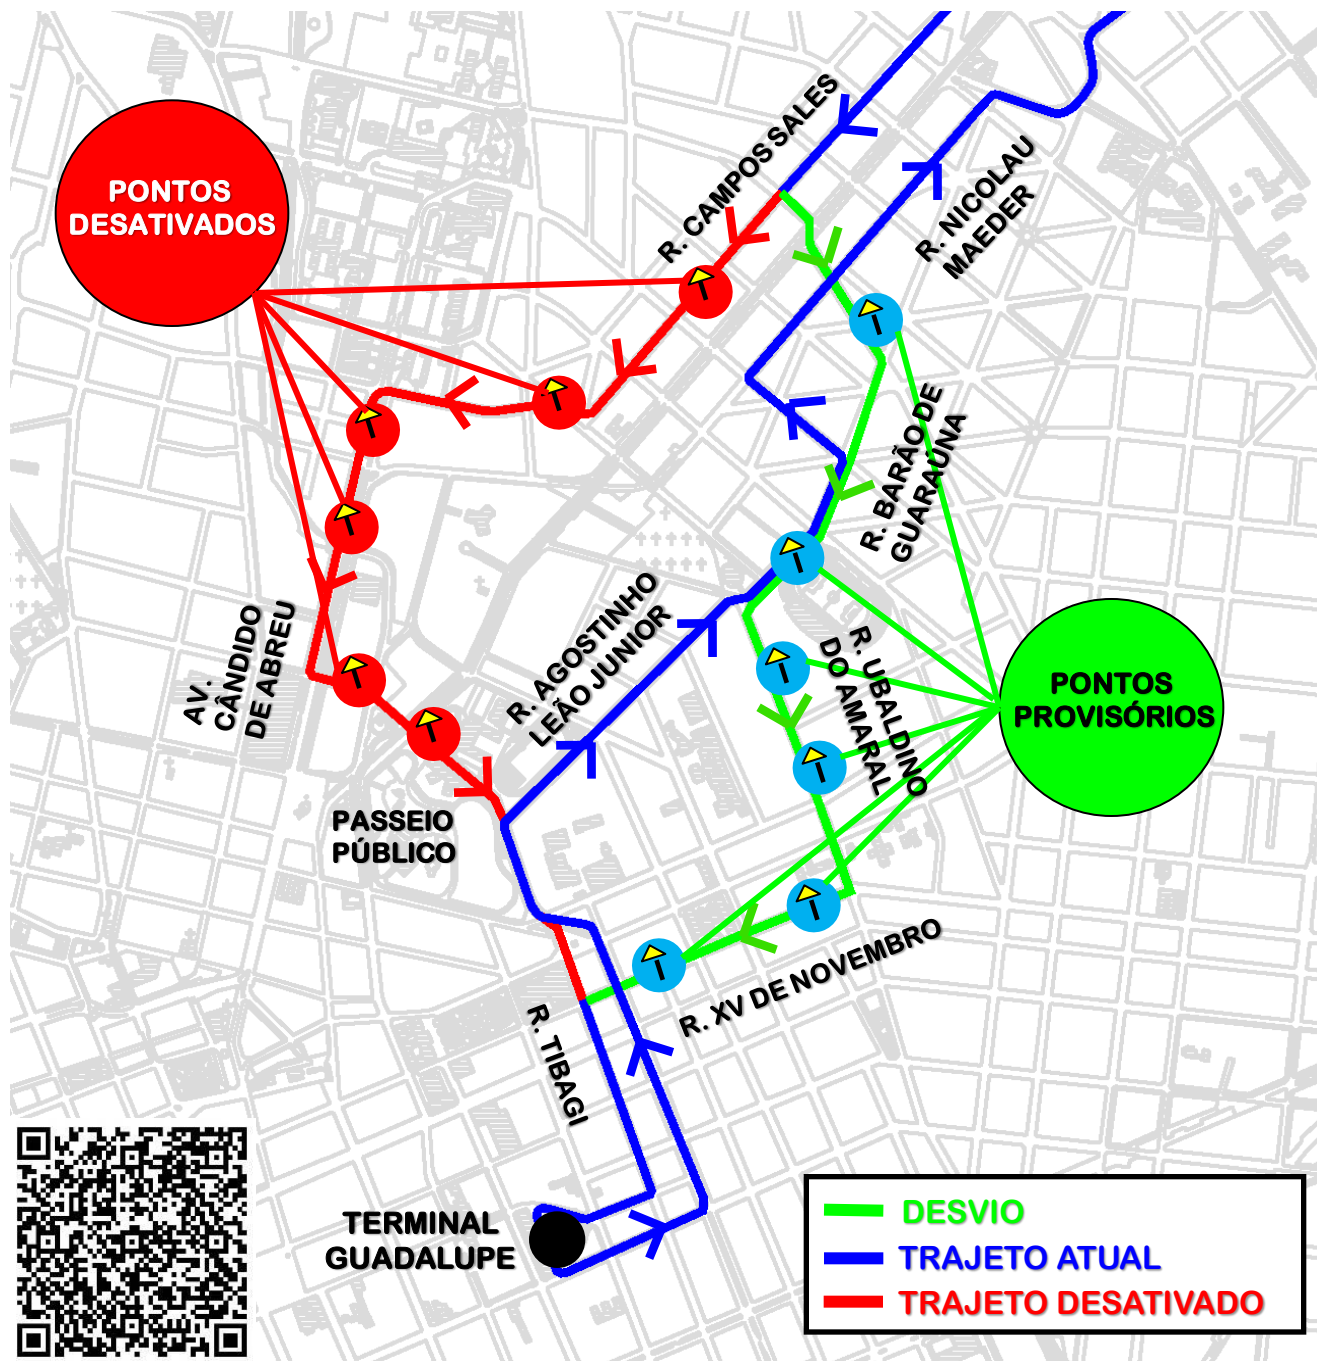 R. CAMPOS SALES
PONTOS
DESATIVADOS
R. NICOLAU
MAEDER
R. BARÃO DE
GUARAÚNA
AV.
CÂNDIDO
DE ABREU
R. AGOSTINHO
LEÃO JUNIOR
R. UBALDINO
DO AMARAL
PONTOS
PROVISÓRIOS
PASSEIO
PÚBLICO
R. XV DE NOVEMBRO
R. TIBAGI
TERMINAL
GUADALUPE
DESVIO
TRAJETO ATUAL
TRAJETO DESATIVADO